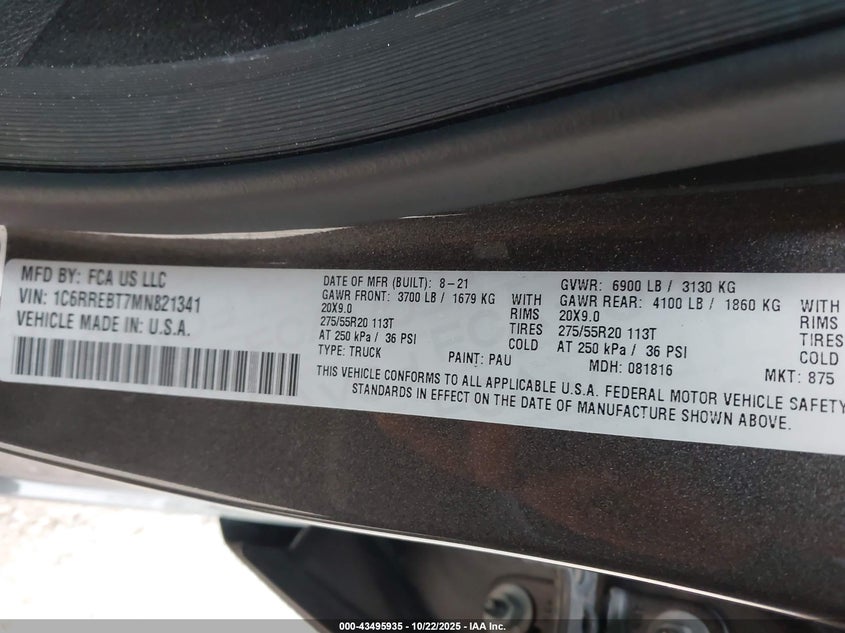 MFD BY: FCA US LLC
VIN: 1C6RREBT7MN821341
VEHICLE MADE IN: U.S.A.
DATE OF MFR (BUILT): 8-21
GAWR FRONT: 3700 LB / 1679 KG WITH
20X9.0 RIMS
275/55R20 113T TIRES
AT 250 kPa / 36 PSI COLD
TYPE: TRUCK PAINT: PAU
GVWR: 6900 LB / 3130 KG
GAWR REAR: 4100 LB / 1860 KG WITH
20X9.0 RIMS
275/55R20 113T TIRES
AT 250 kPa / 36 PSI COLD
MDH: 081816 MKT: 875
THIS VEHICLE CONFORMS TO ALL APPLICABLE U.S.A. FEDERAL MOTOR VEHICLE SAFETY
STANDARDS IN EFFECT ON THE DATE OF MANUFACTURE SHOWN ABOVE.
000-43495935 - 10/22/2025 - IAA Inc.